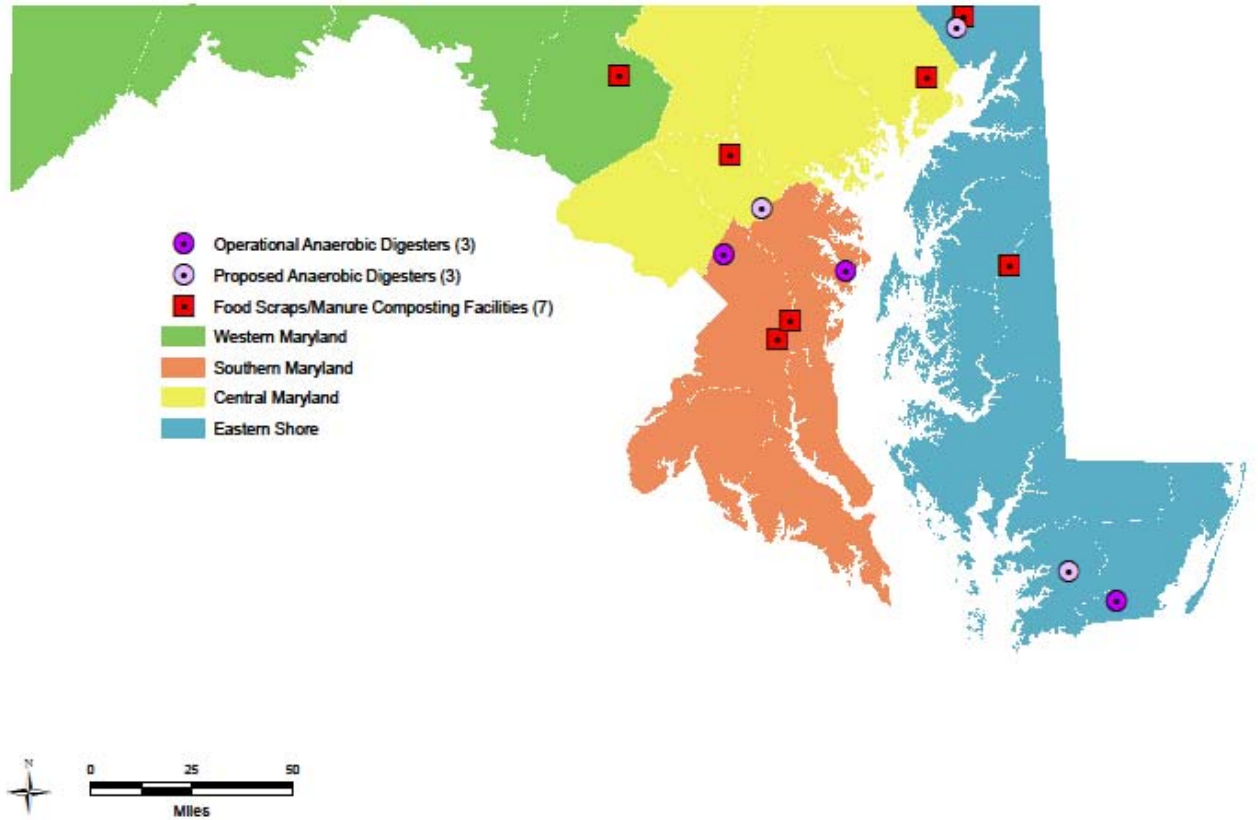 Operational Anaerobic Digesters (3)
Proposed Anaerobic Digesters (3)
Food Scraps/Manure Composting Facilities (7)
Western Maryland
Southern Maryland
Central Maryland
Eastern Shore
N
0 25 50
Miles